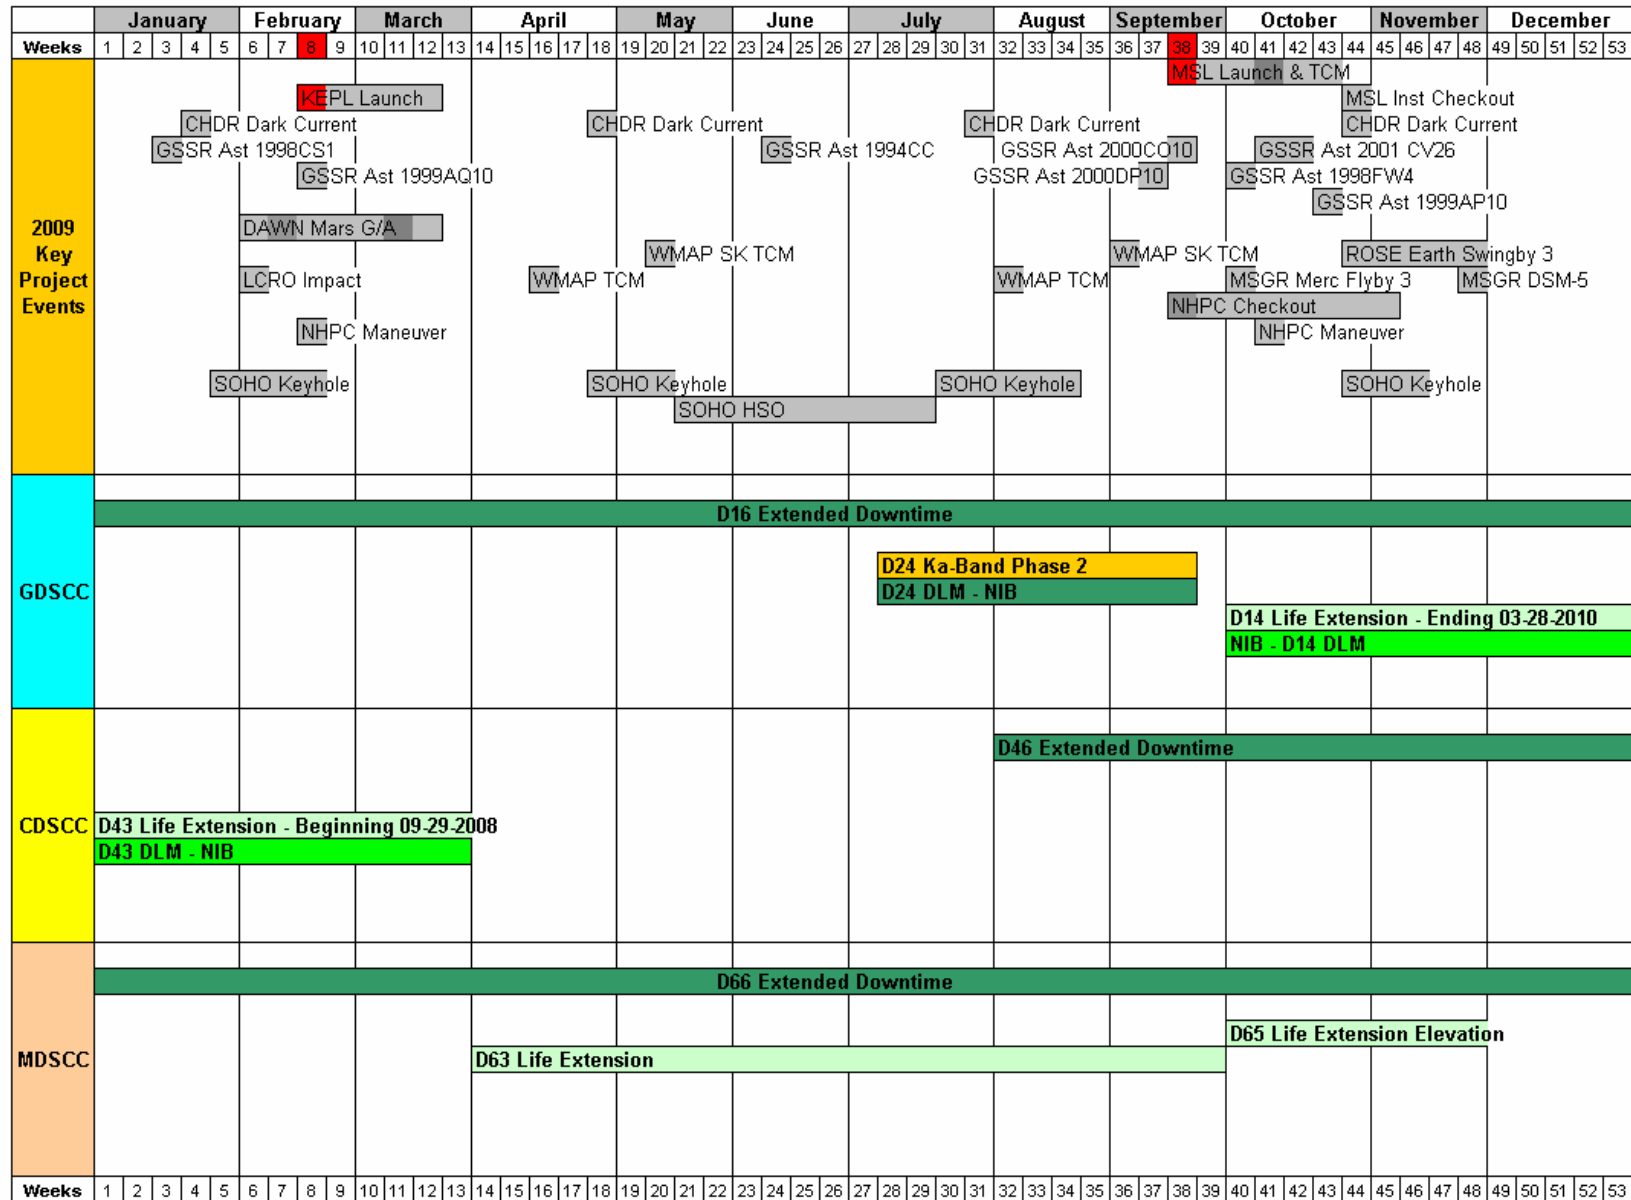 January February March April May June July August September October November December
Weeks 1 2 3 4 5 6 7 8 9 10 11 12 13 14 15 16 17 18 19 20 21 22 23 24 25 26 27 28 29 30 31 32 33 34 35 36 37 38 39 40 41 42 43 44 45 46 47 48 49 50 51 52 53
MSL Launch & TCM
KEPL Launch MSL Inst Checkout
CHDR Dark Current CHDR Dark Current CHDR Dark Current CHDR Dark Current
GSSR Ast 1998CS1 GSSR Ast 1994CC GSSR Ast 2000CO10 GSSR Ast 2001 CV26
GSSR Ast 1999AQ10 GSSR Ast 2000DP10 GSSR Ast 1998FW4
GSSR Ast 1999AP10
2009
Key
Project
Events
DAWN Mars G/A
WMAP SK TCM WMAP SK TCM ROSE Earth Swingby 3
LCRO Impact WMAP TCM WMAP TCM MSGR Merc Flyby 3 MSGR DSM-5
NHPC Checkout
NHPC Maneuver NHPC Maneuver
SOHO Keyhole SOHO Keyhole SOHO Keyhole SOHO Keyhole
SOHO HSO
GDSCC
D16 Extended Downtime
D24 Ka-Band Phase 2
D24 DLM - NIB
D14 Life Extension - Ending 03-28-2010
NIB - D14 DLM
CDSCC
D46 Extended Downtime
D43 Life Extension - Beginning 09-29-2008
D43 DLM - NIB
MDSCC
D66 Extended Downtime
D65 Life Extension Elevation
D63 Life Extension
Weeks 1 2 3 4 5 6 7 8 9 10 11 12 13 14 15 16 17 18 19 20 21 22 23 24 25 26 27 28 29 30 31 32 33 34 35 36 37 38 39 40 41 42 43 44 45 46 47 48 49 50 51 52 53